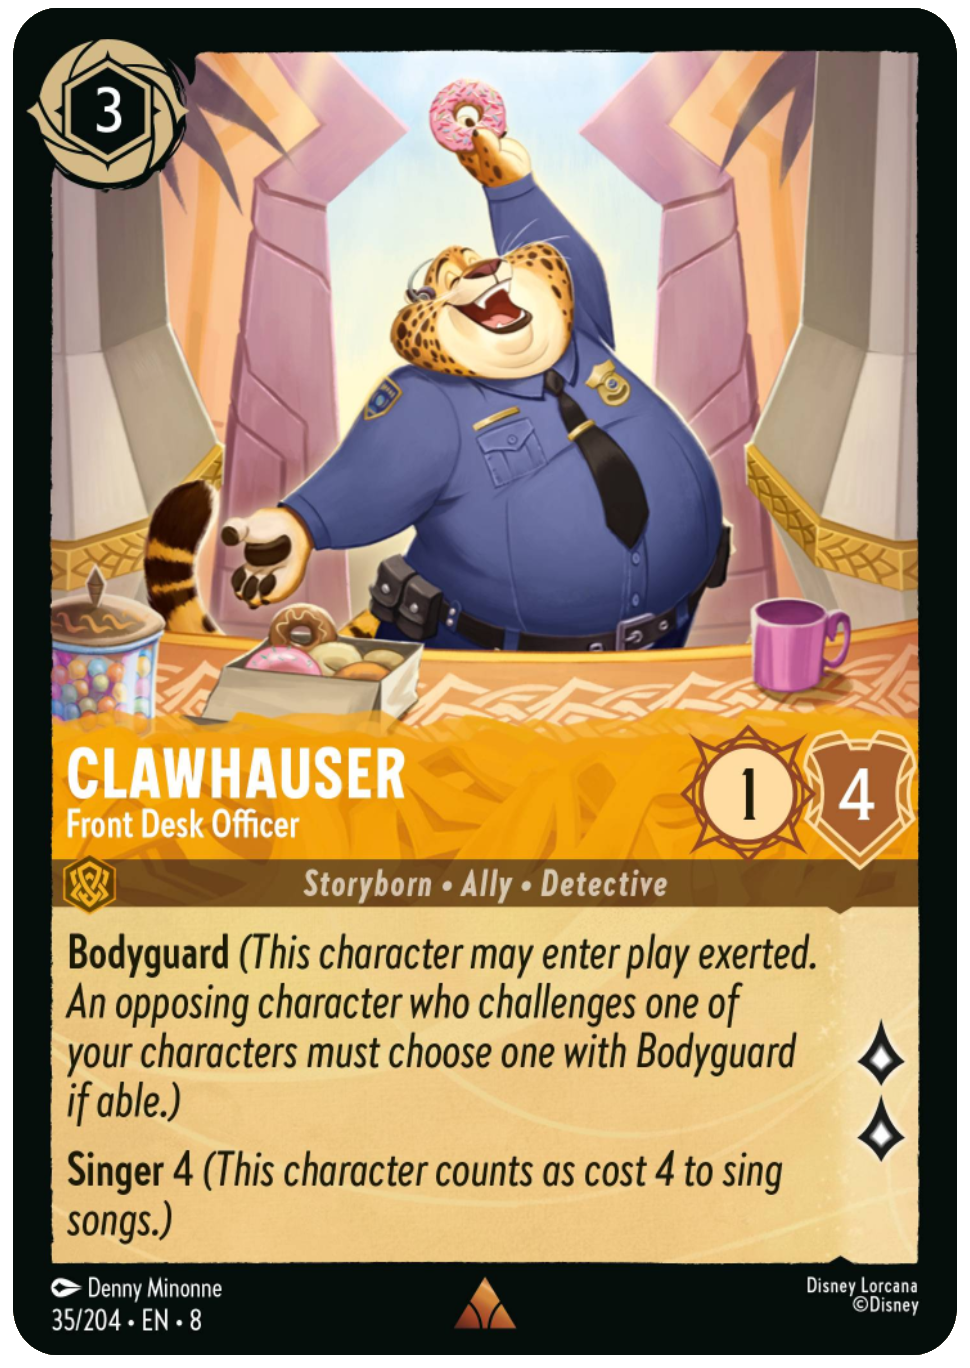 3
CLAWHAUSER
Front Desk Officer
1
4
Storyborn • Ally • Detective
Bodyguard (This character may enter play exerted.
An opposing character who challenges one of
your characters must choose one with Bodyguard
if able.)
Singer 4 (This character counts as cost 4 to sing
songs.)
Denny Minonne
35/204 • EN • 8
Disney Lorcana
©Disney